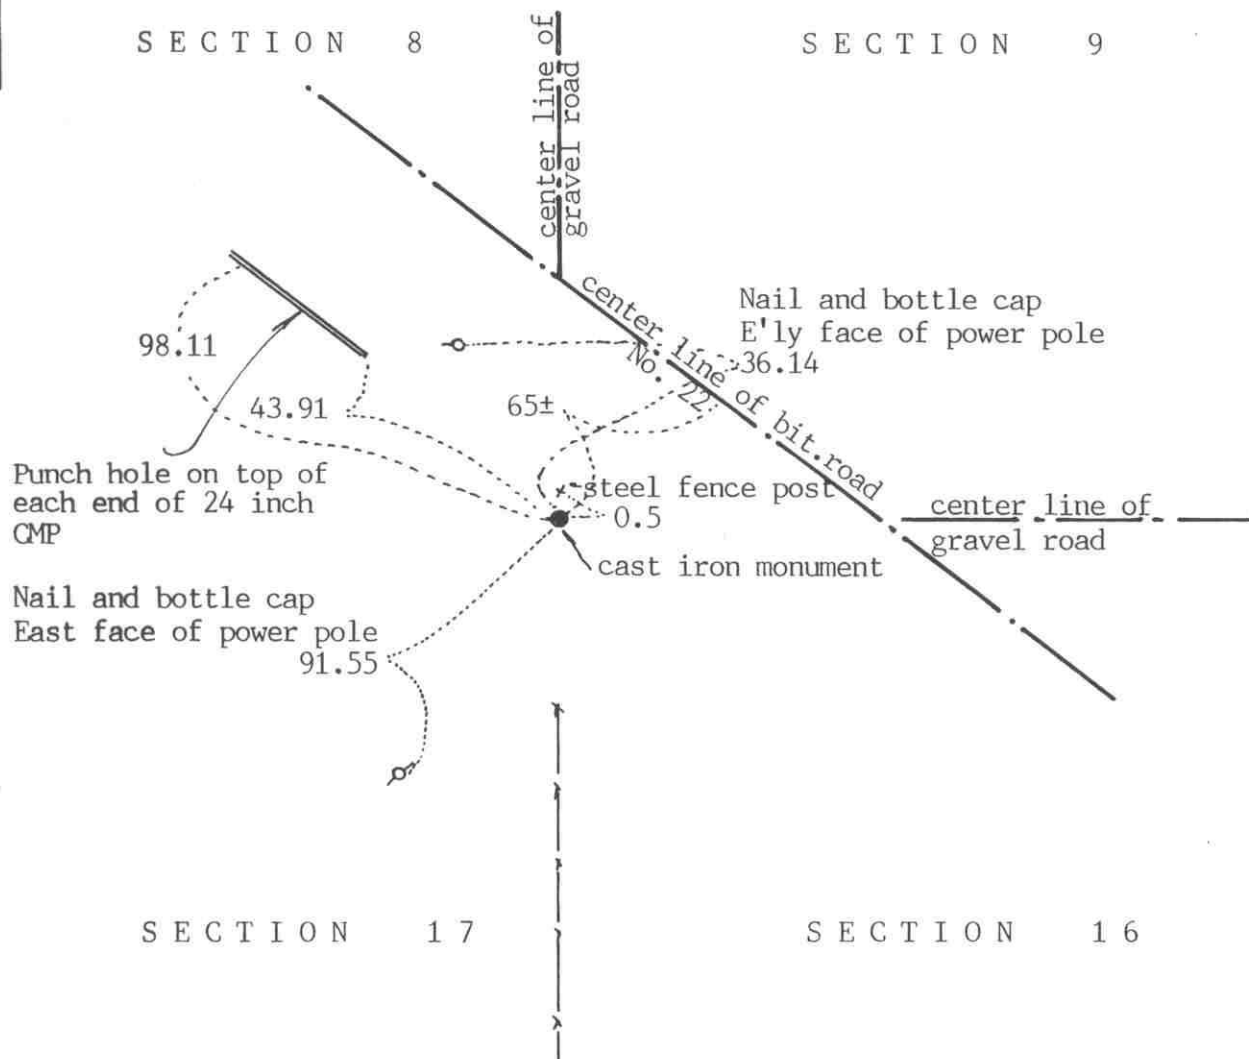 SECTION 8
SECTION 9
center line of
gravel road
Nail and bottle cap
E'ly face of power pole
36.14
center line of bit. road
No. 22
98.11
43.91
65±
Punch hole on top of
each end of 24 inch
CMP
steel fence post
0.5
center line of
gravel road
cast iron monument
Nail and bottle cap
East face of power pole
91.55
SECTION 17
SECTION 16